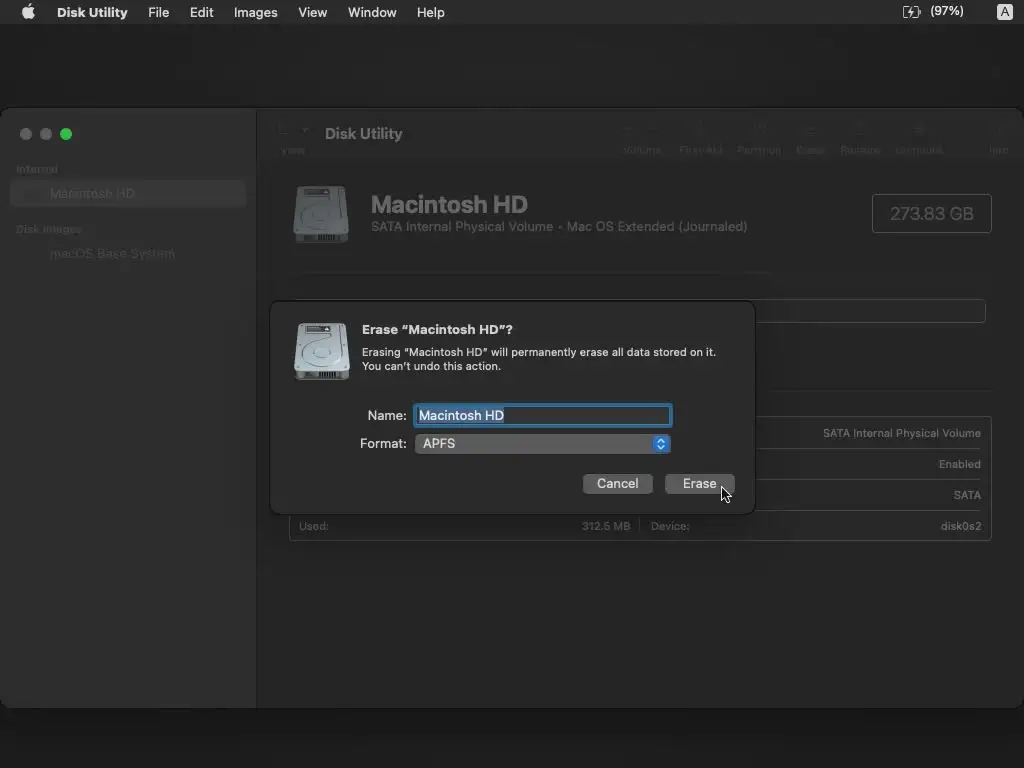 Disk Utility File Edit Images View Window Help (97%) A
Disk Utility
View Volume First Aid Partition Erase Restore Unmount Info
Internal
Macintosh HD
Disk Images
macOS Base System
Macintosh HD
SATA Internal Physical Volume • Mac OS Extended (Journaled)
273.83 GB
Erase “Macintosh HD”?
Erasing “Macintosh HD” will permanently erase all data stored on it.
You can’t undo this action.
Name: Macintosh HD
Format: APFS
Cancel Erase
SATA Internal Physical Volume
Enabled
SATA
Used: 312.5 MB Device: disk0s2